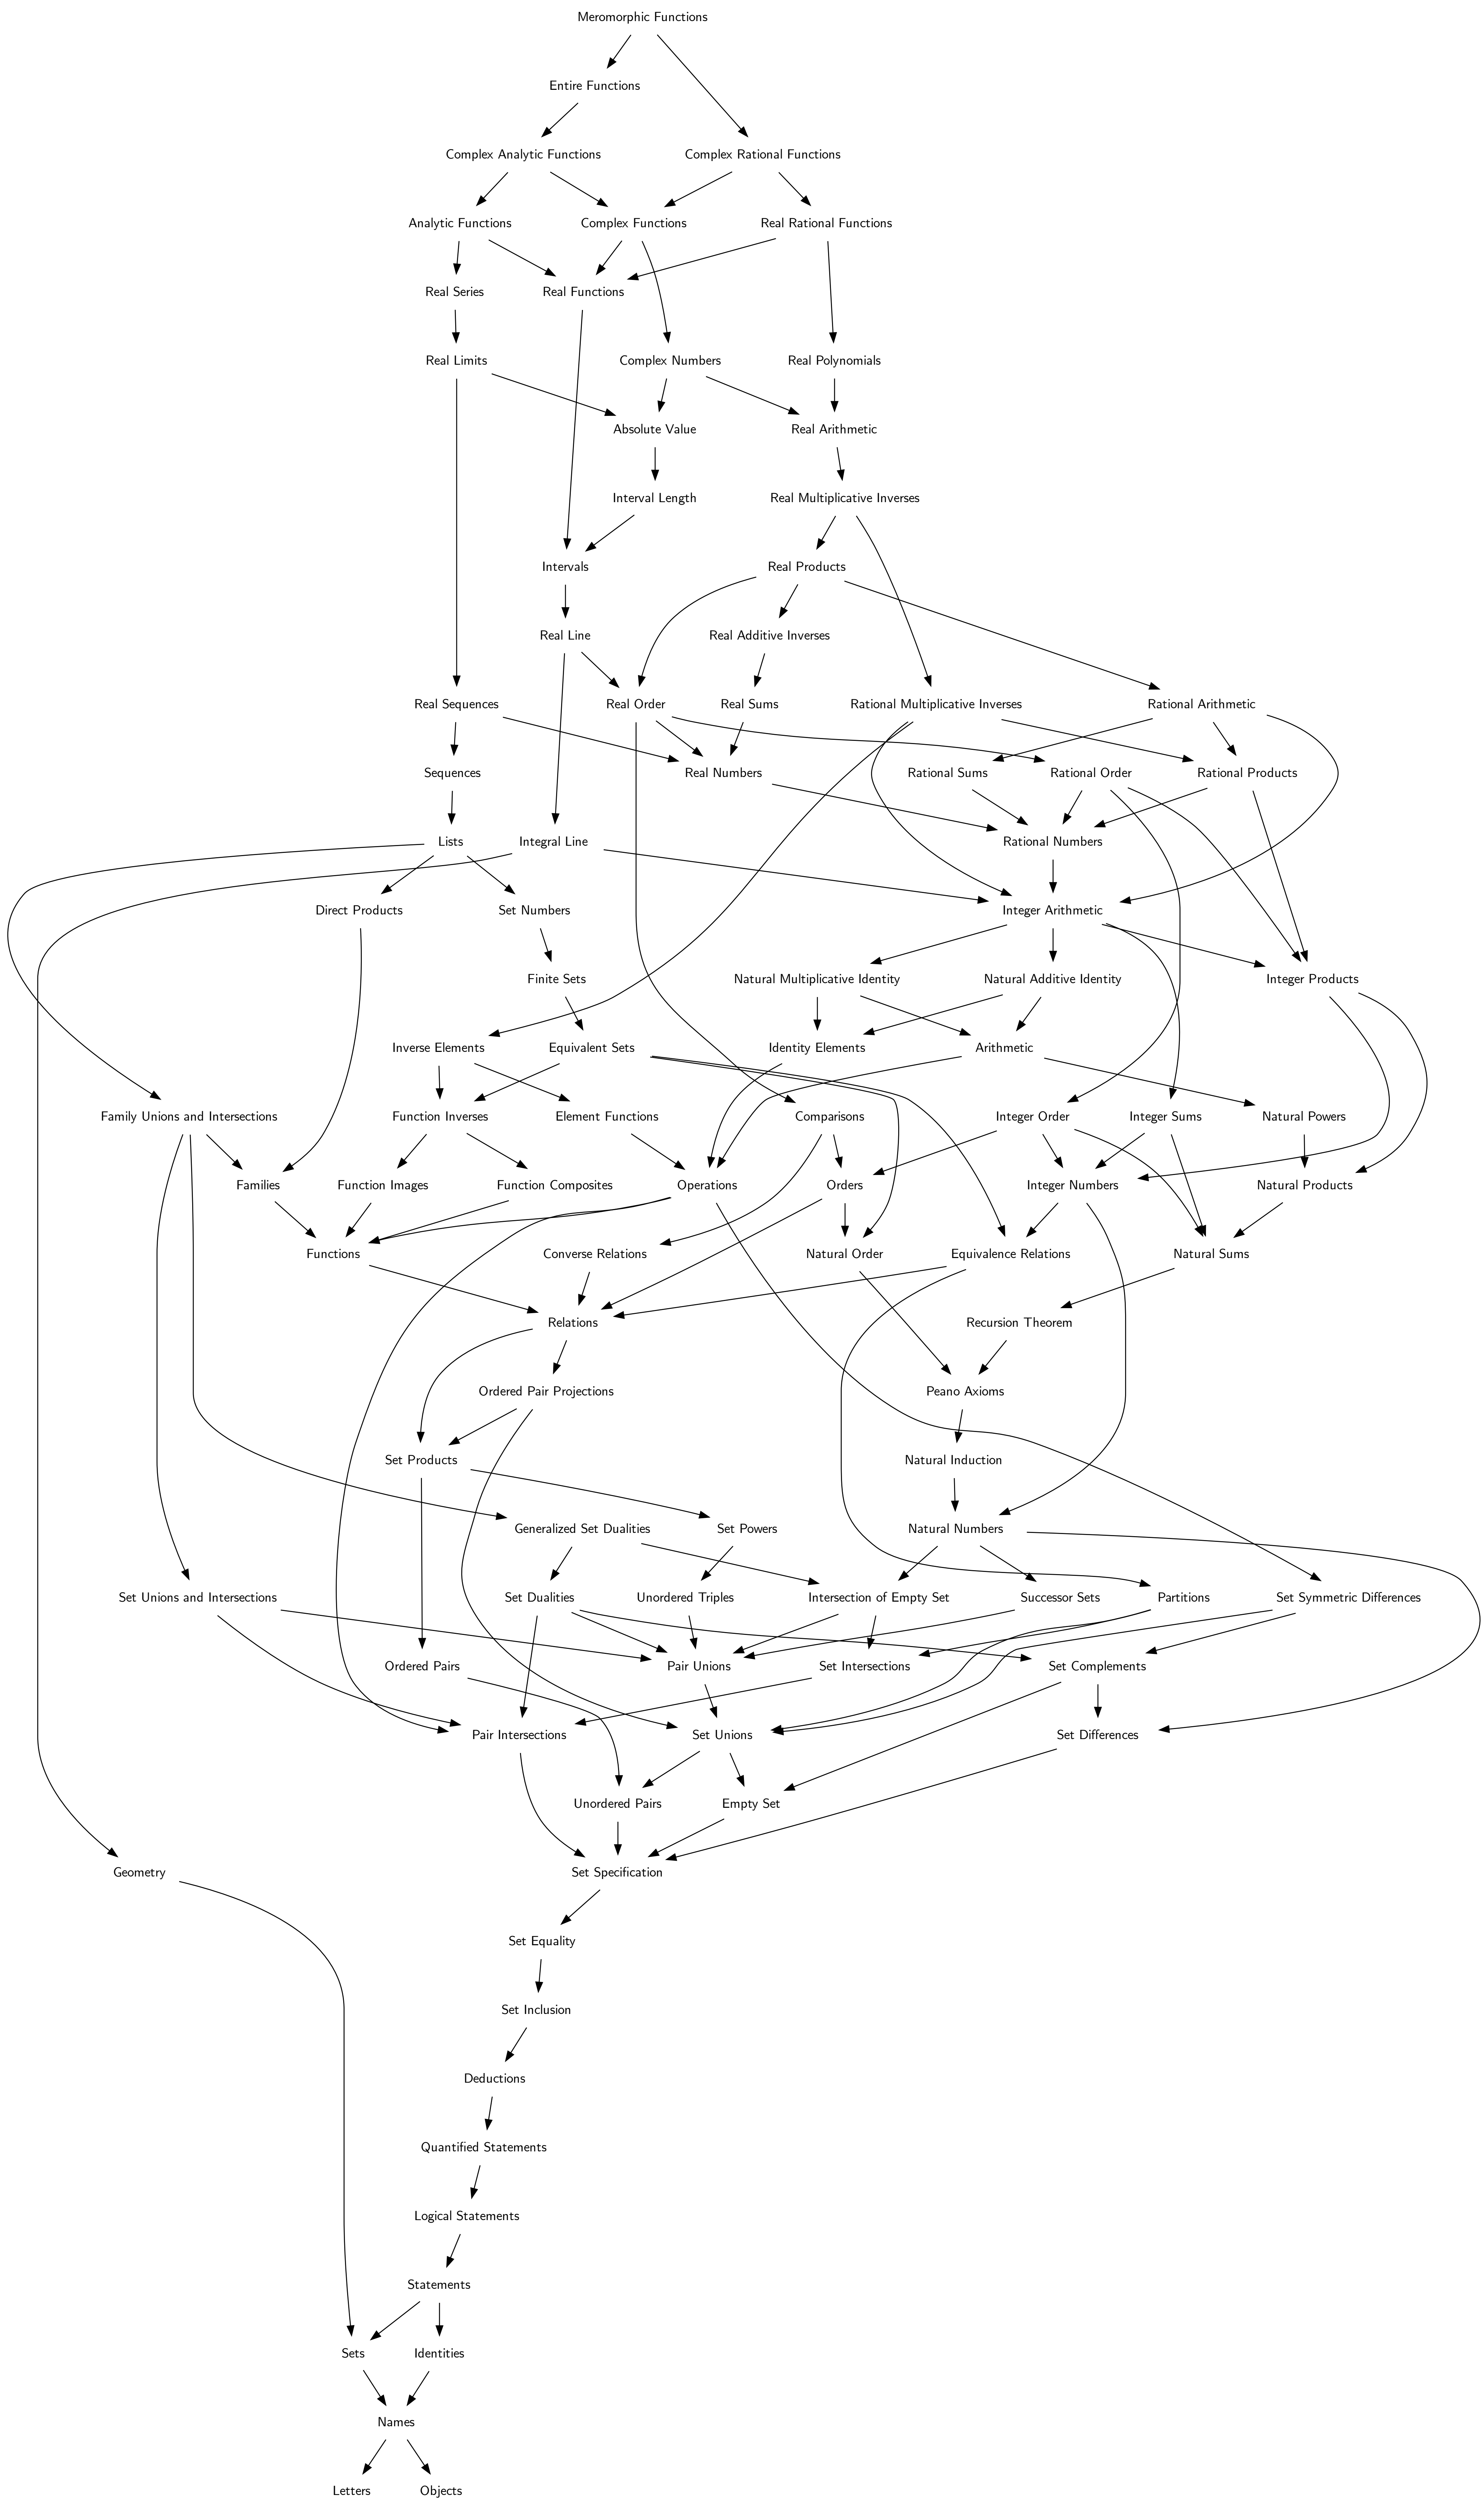 Meromorphic Functions
Entire Functions
Complex Analytic Functions
Complex Rational Functions
Analytic Functions
Complex Functions
Real Rational Functions
Real Series
Real Functions
Real Limits
Complex Numbers
Real Polynomials
Absolute Value
Real Arithmetic
Interval Length
Real Multiplicative Inverses
Intervals
Real Products
Real Line
Real Additive Inverses
Real Sequences
Real Order
Real Sums
Rational Multiplicative Inverses
Rational Arithmetic
Sequences
Real Numbers
Rational Sums
Rational Order
Rational Products
Lists
Integral Line
Rational Numbers
Direct Products
Set Numbers
Integer Arithmetic
Finite Sets
Natural Multiplicative Identity
Natural Additive Identity
Integer Products
Inverse Elements
Equivalent Sets
Identity Elements
Arithmetic
Family Unions and Intersections
Function Inverses
Element Functions
Comparisons
Integer Order
Integer Sums
Natural Powers
Families
Function Images
Function Composites
Operations
Orders
Integer Numbers
Natural Products
Functions
Converse Relations
Natural Order
Equivalence Relations
Natural Sums
Relations
Recursion Theorem
Ordered Pair Projections
Peano Axioms
Set Products
Natural Induction
Generalized Set Dualities
Set Powers
Natural Numbers
Set Unions and Intersections
Set Dualities
Unordered Triples
Intersection of Empty Set
Successor Sets
Partitions
Set Symmetric Differences
Ordered Pairs
Pair Unions
Set Intersections
Set Complements
Pair Intersections
Set Unions
Set Differences
Unordered Pairs
Empty Set
Geometry
Set Specification
Set Equality
Set Inclusion
Deductions
Quantified Statements
Logical Statements
Statements
Sets
Identities
Names
Letters
Objects